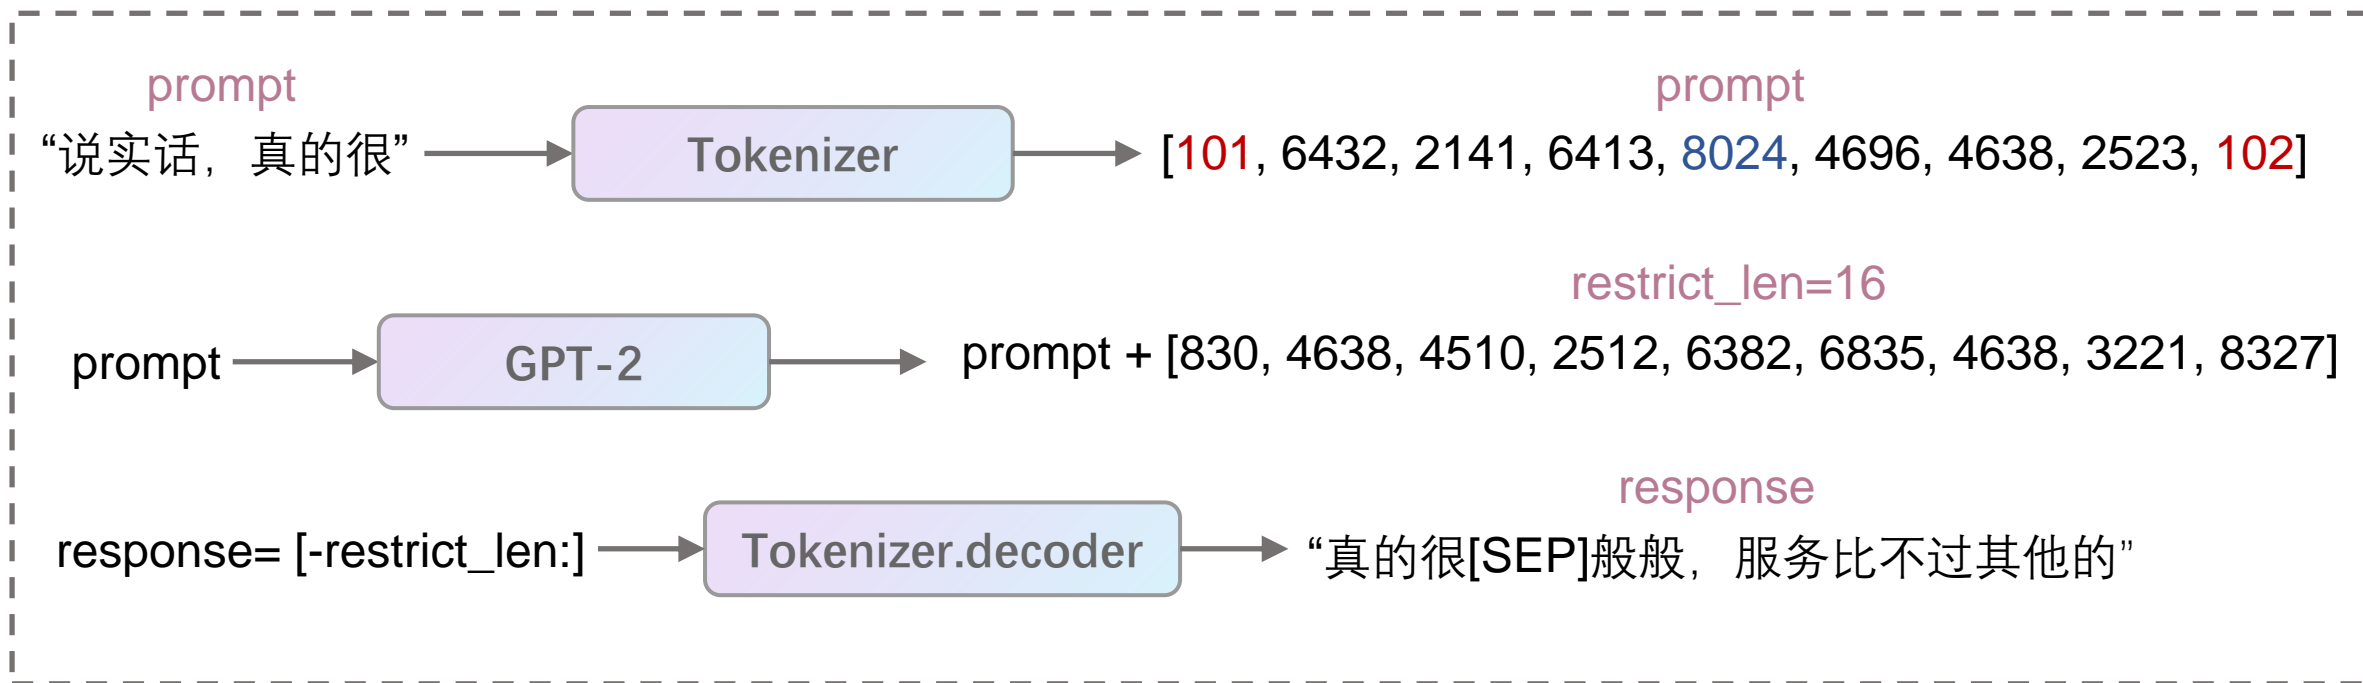 prompt prompt
“说实话，真的很” Tokenizer [101, 6432, 2141, 6413, 8024, 4696, 4638, 2523, 102]
restrict_len=16
prompt GPT-2 prompt + [830, 4638, 4510, 2512, 6382, 6835, 4638, 3221, 8327]
response
response= [-restrict_len:] Tokenizer.decoder “真的很[SEP]般般，服务比不过其他的”